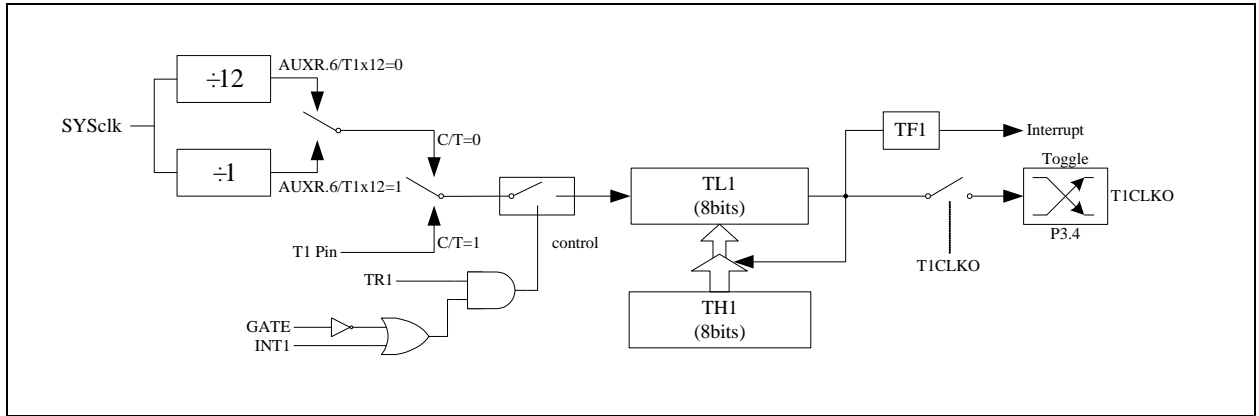 SYSclk
÷12
AUXR.6/T1x12=0
÷1
AUXR.6/T1x12=1
C/T=0
T1 Pin
C/T=1
control
TR1
GATE
INT1
TL1
(8bits)
TH1
(8bits)
TF1
Interrupt
T1CLKO
Toggle
T1CLKO
P3.4